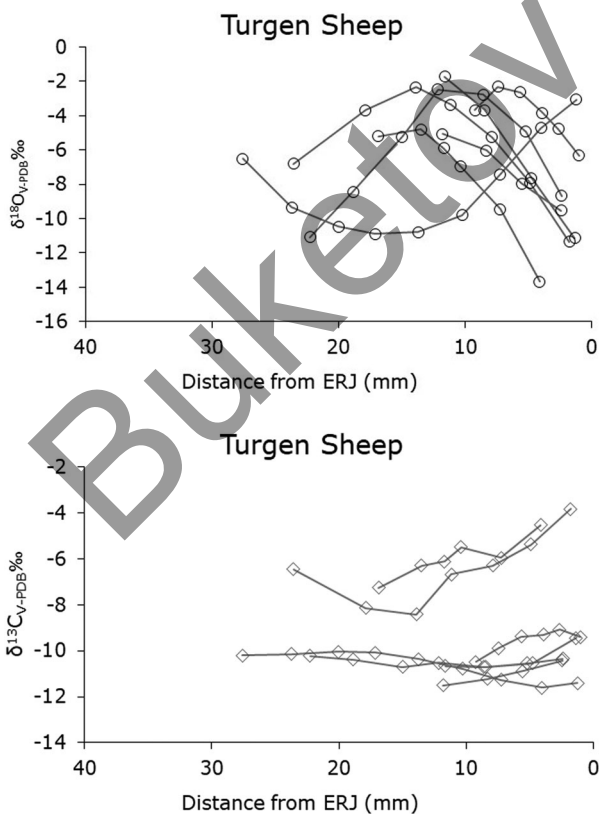 Turgen Sheep
0
-2
-4
-6
-8
-10
-12
-14
-16
δ¹⁸O_V-PDB‰
40 30 20 10 0
Distance from ERJ (mm)
Buketov
Turgen Sheep
-2
-4
-6
-8
-10
-12
-14
δ¹³C_V-PDB‰
40 30 20 10 0
Distance from ERJ (mm)